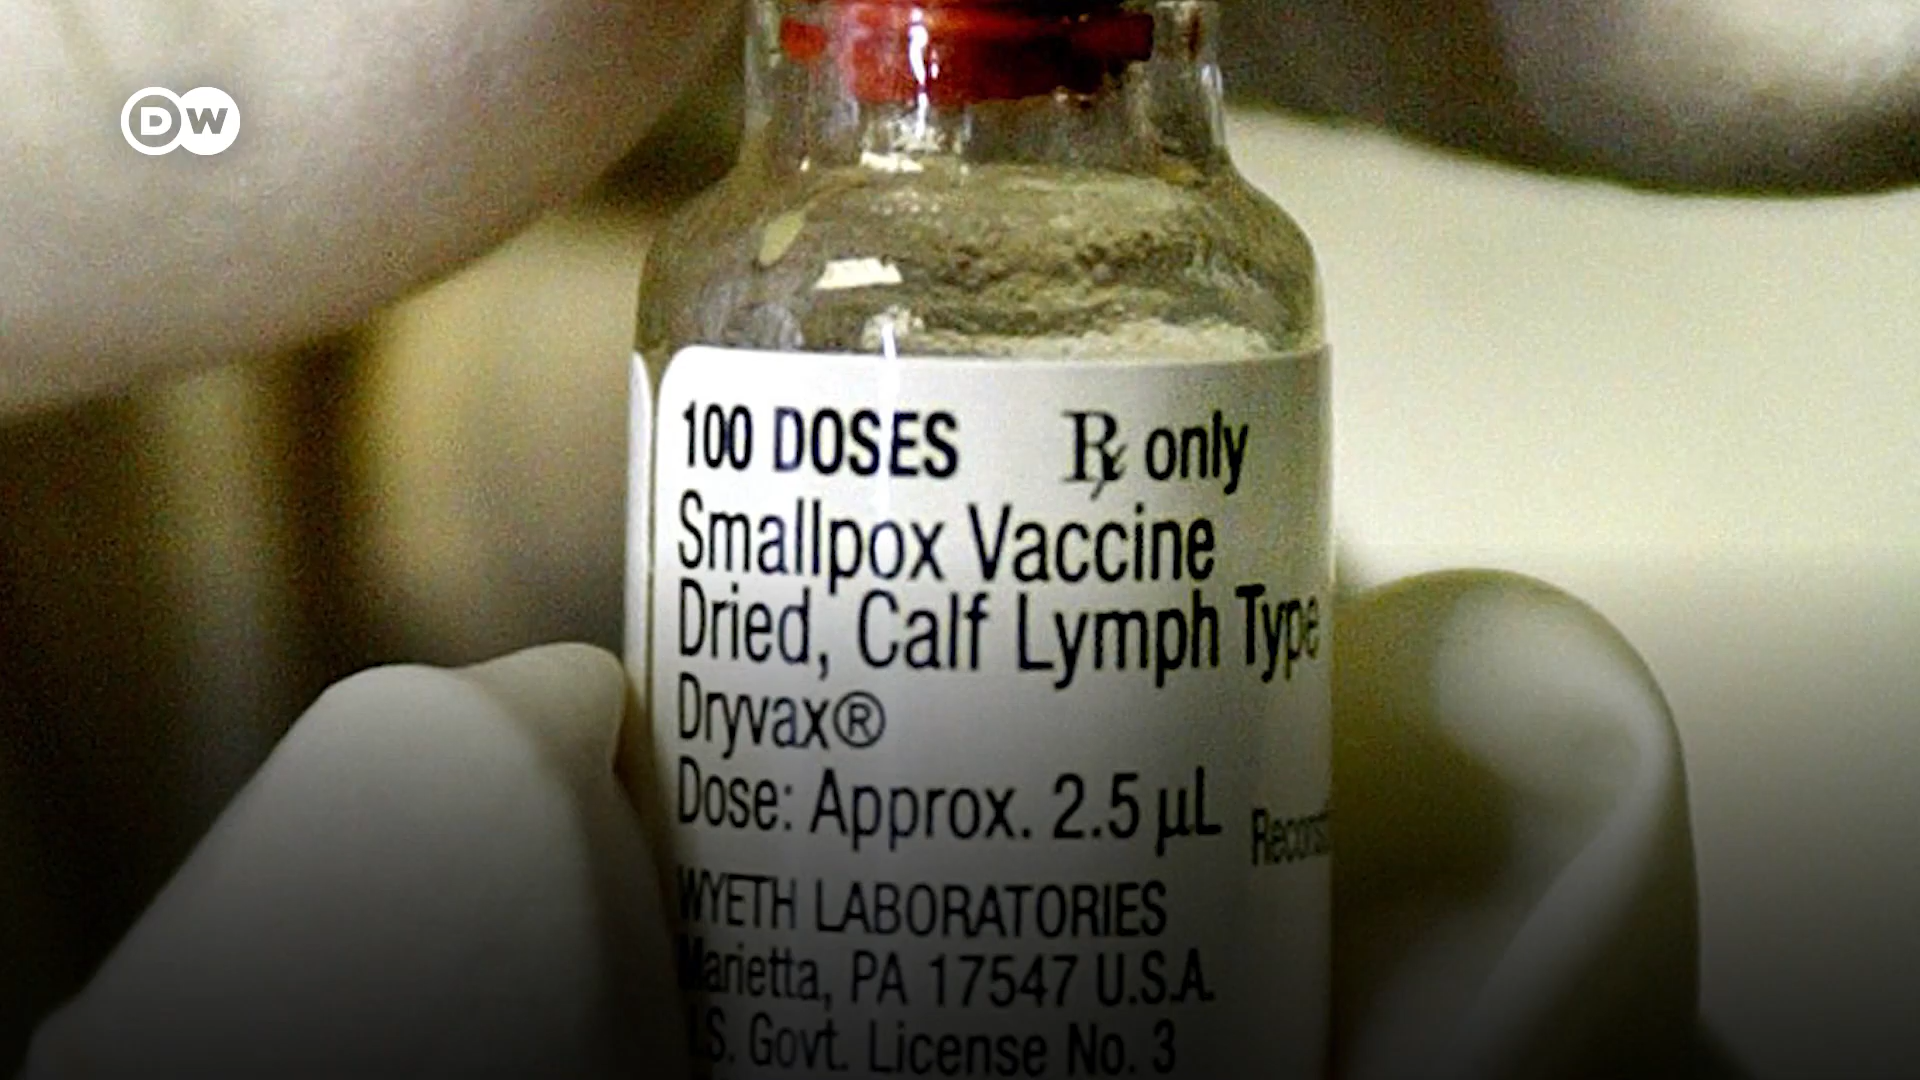 DW
100 DOSES ℞ only
Smallpox Vaccine
Dried, Calf Lymph Type
Dryvax®
Dose: Approx. 2.5 µL
WYETH LABORATORIES
Marietta, PA 17547 U.S.A.
U.S. Govt. License No. 3